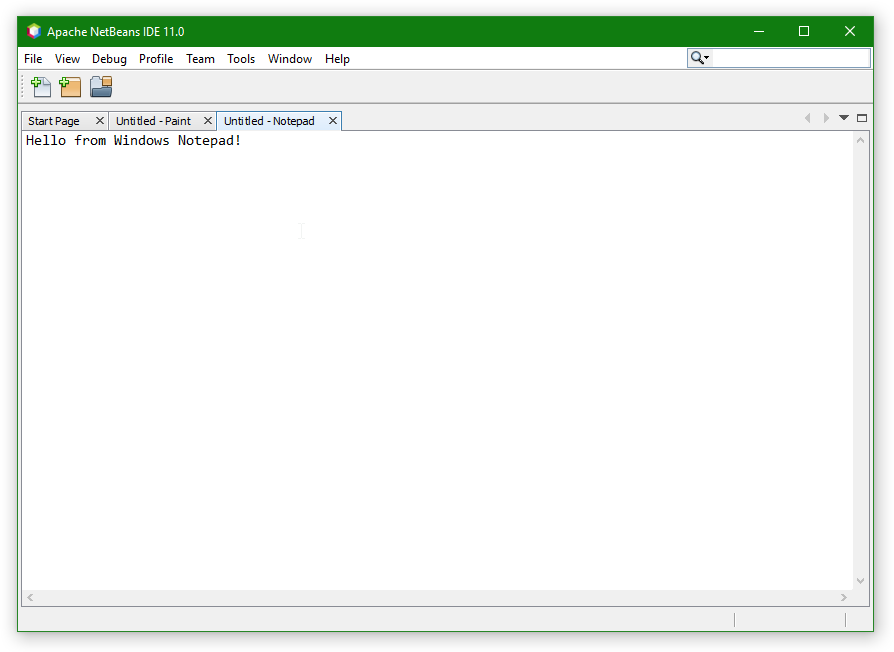 Apache NetBeans IDE 11.0
File View Debug Profile Team Tools Window Help
Start Page Untitled - Paint Untitled - Notepad
Hello from Windows Notepad!